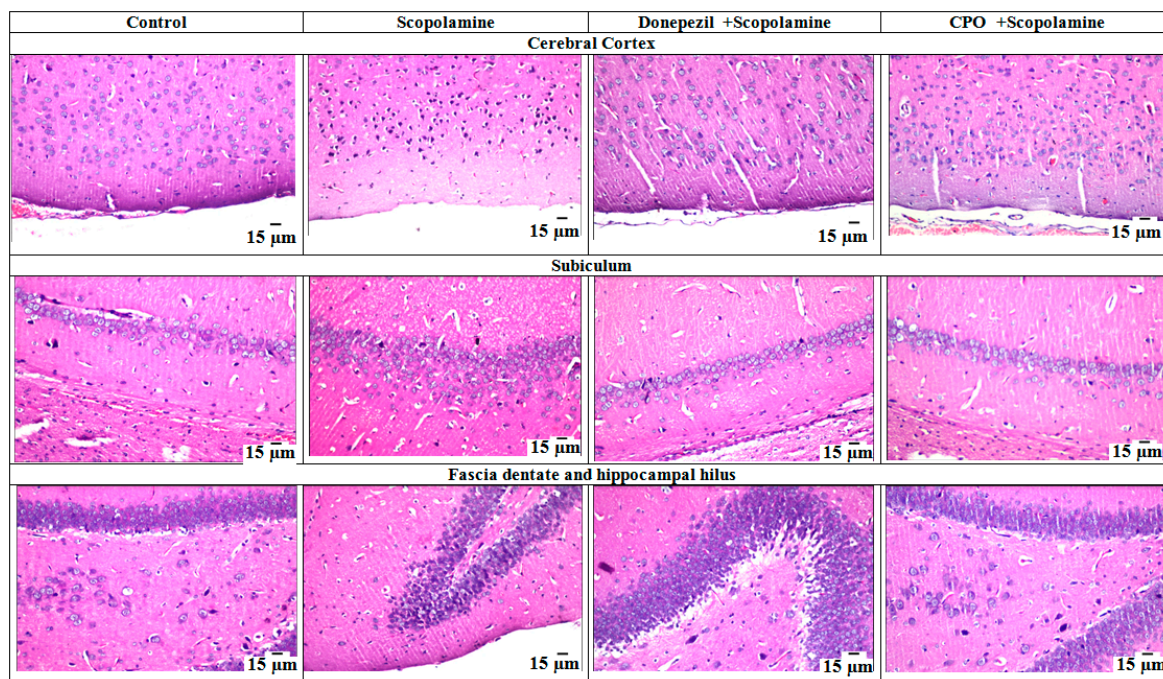 Control Scopolamine Donepezil +Scopolamine CPO +Scopolamine
Cerebral Cortex
15 µm 15 µm 15 µm 15 µm
Subiculum
15 µm 15 µm 15 µm 15 µm
Fascia dentate and hippocampal hilus
15 µm 15 µm 15 µm 15 µm